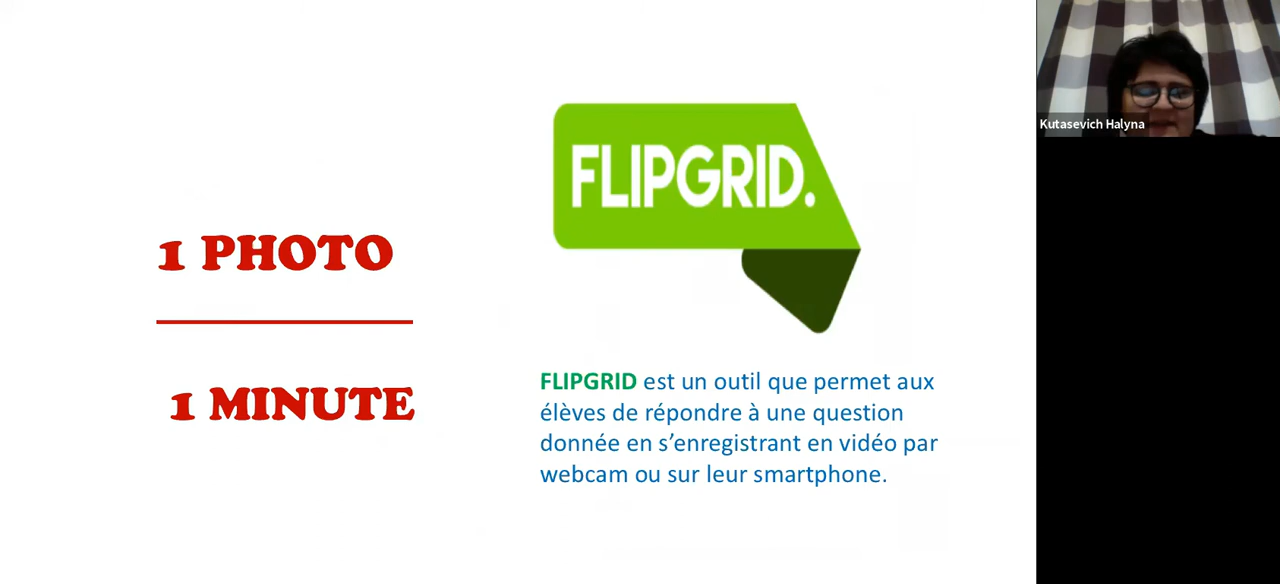 1 PHOTO
1 MINUTE
FLIPGRID.
FLIPGRID est un outil que permet aux
élèves de répondre à une question
donnée en s’enregistrant en vidéo par
webcam ou sur leur smartphone.
Kutasevich Halyna